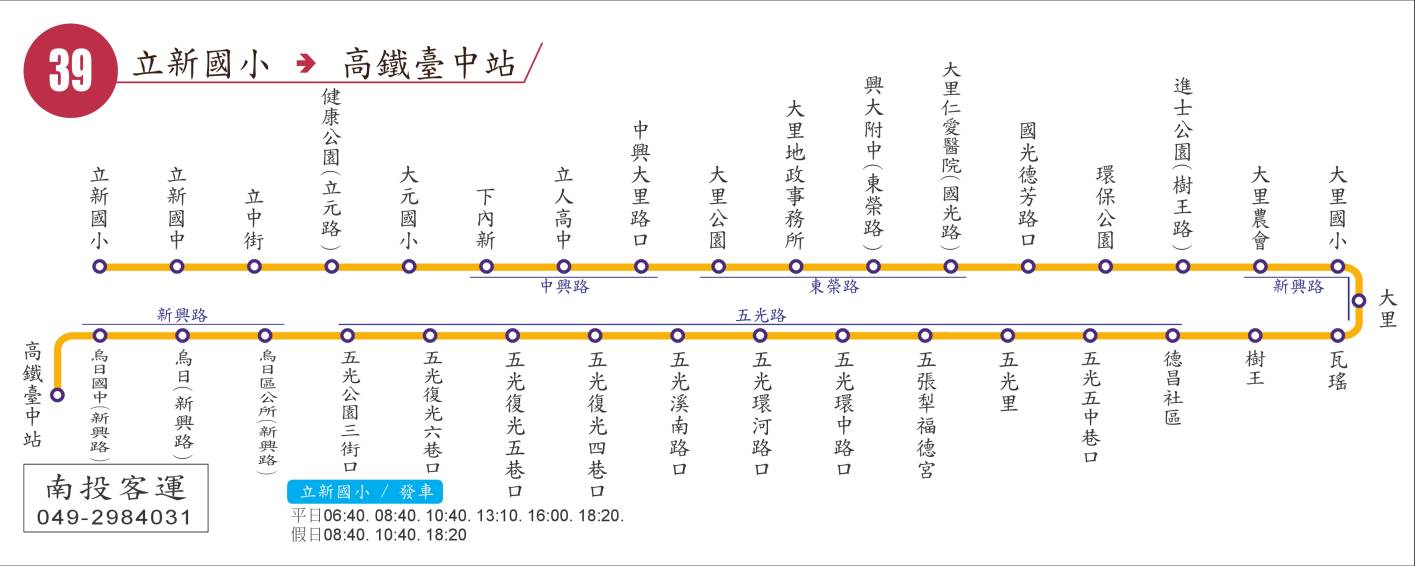 39
立新國小 → 高鐵臺中站
立新國小
立新國中
立中街
健康公園(立元路)
大元國小
下內新
立人高中
中興大里路口
大里公園
大里地政事務所
興大附中(東榮路)
大里仁愛醫院(國光路)
國光德芳路口
環保公園
進士公園(樹王路)
大里農會
大里國小
中興路
東榮路
新興路
大里
新興路
五光路
瓦瑤
樹王
德昌社區
五光五中巷口
五光里
五張犁福德宮
五光環中路口
五光環河路口
五光溪南路口
五光復光四巷口
五光復光五巷口
五光復光六巷口
五光公園三街口
烏日區公所(新興路)
烏日(新興路)
烏日國中(新興路)
高鐵臺中站
南投客運
049-2984031
立新國小 / 發車
平日06:40. 08:40. 10:40. 13:10. 16:00. 18:20.
假日08:40. 10:40. 18:20